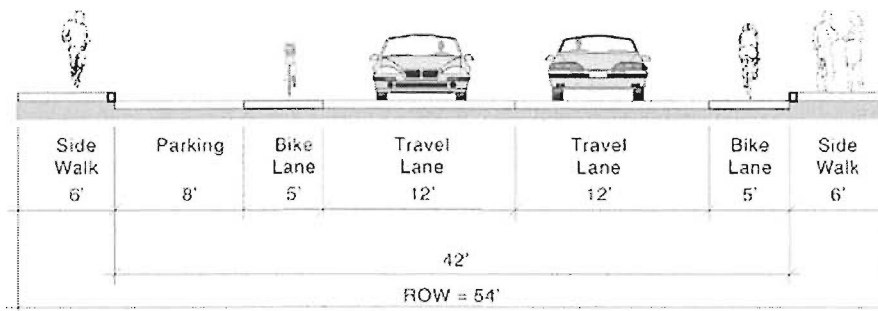 Side Walk 6'
Parking 8'
Bike Lane 5'
Travel Lane 12'
Travel Lane 12'
Bike Lane 5'
Side Walk 6'
42'
ROW = 54'